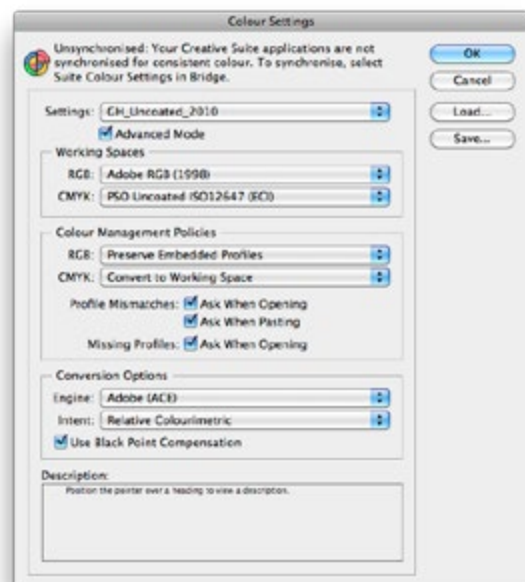 Colour Settings
Unsynchronised: Your Creative Suite applications are not
synchronised for consistent colour. To synchronise, select
Suite Colour Settings in Bridge.
OK
Cancel
Load...
Save...
Settings: GH_Uncoated_2010
Advanced Mode
Working Spaces
RGB: Adobe RGB (1998)
CMYK: PSO Uncoated ISO12647 (ECI)
Colour Management Policies
RGB: Preserve Embedded Profiles
CMYK: Convert to Working Space
Profile Mismatches: Ask When Opening
Ask When Pasting
Missing Profiles: Ask When Opening
Conversion Options
Engine: Adobe (ACE)
Intent: Relative Colourimetric
Use Black Point Compensation
Description:
Position the pointer over a heading to view a description.